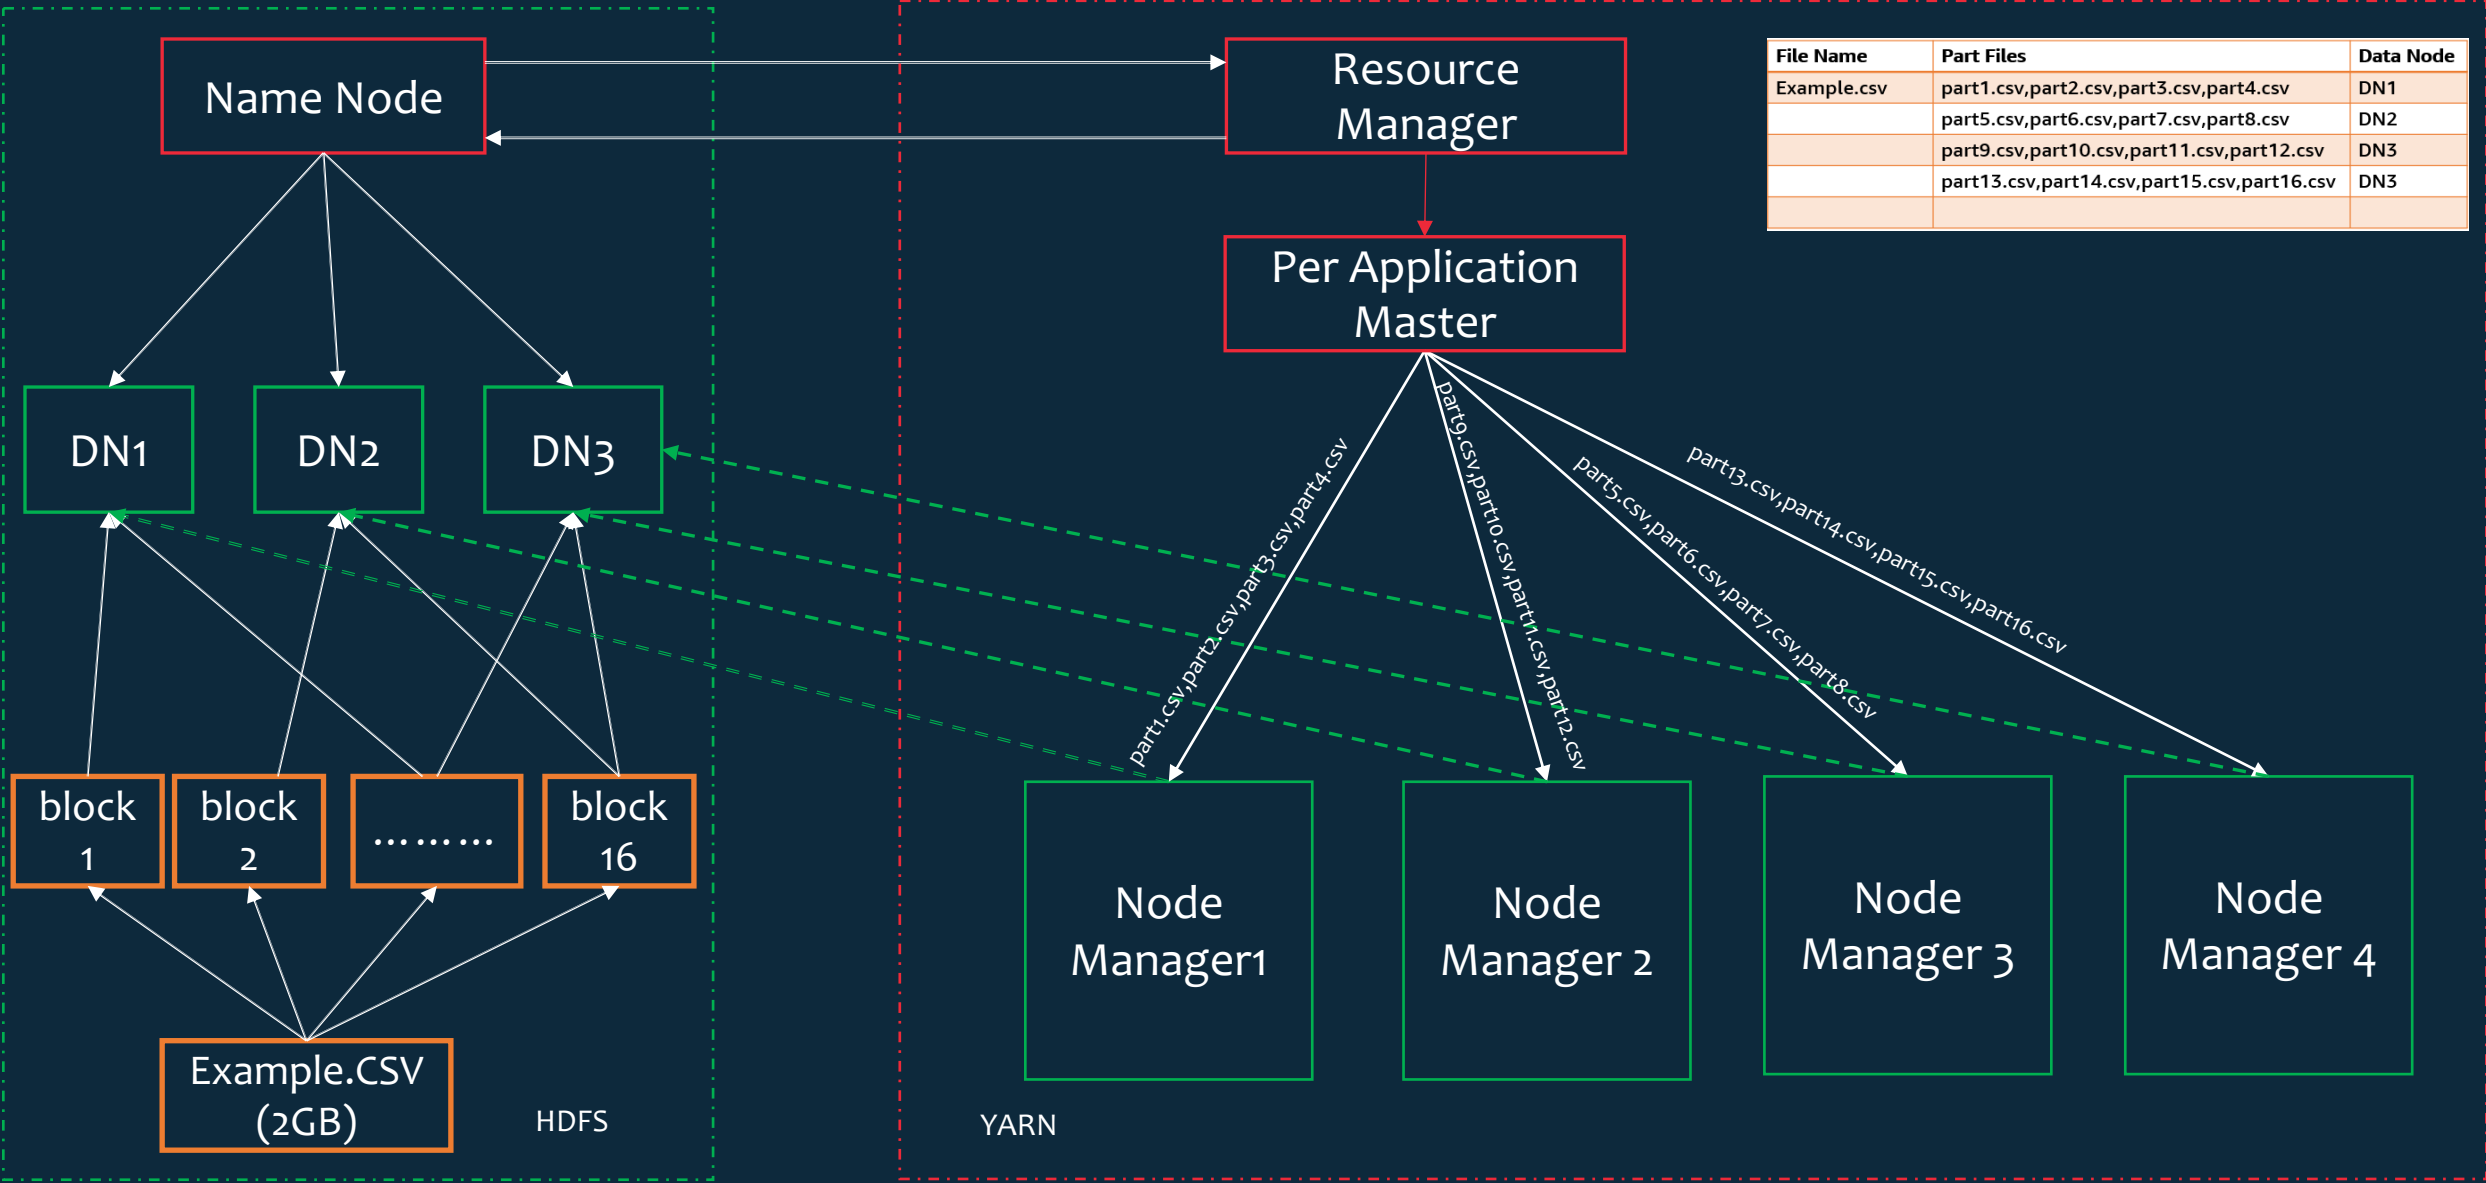 Name Node
Resource
Manager
File Name Part Files Data Node
Example.csv part1.csv,part2.csv,part3.csv,part4.csv DN1
part5.csv,part6.csv,part7.csv,part8.csv DN2
part9.csv,part10.csv,part11.csv,part12.csv DN3
part13.csv,part14.csv,part15.csv,part16.csv DN3
Per Application
Master
DN1
DN2
DN3
part1.csv,part2.csv,part3.csv,part4.csv
part9.csv,part10.csv,part11.csv,part12.csv
part5.csv,part6.csv,part7.csv,part8.csv
part13.csv,part14.csv,part15.csv,part16.csv
block
1
block
2
………
block
16
Node
Manager1
Node
Manager 2
Node
Manager 3
Node
Manager 4
Example.CSV
(2GB)
HDFS
YARN